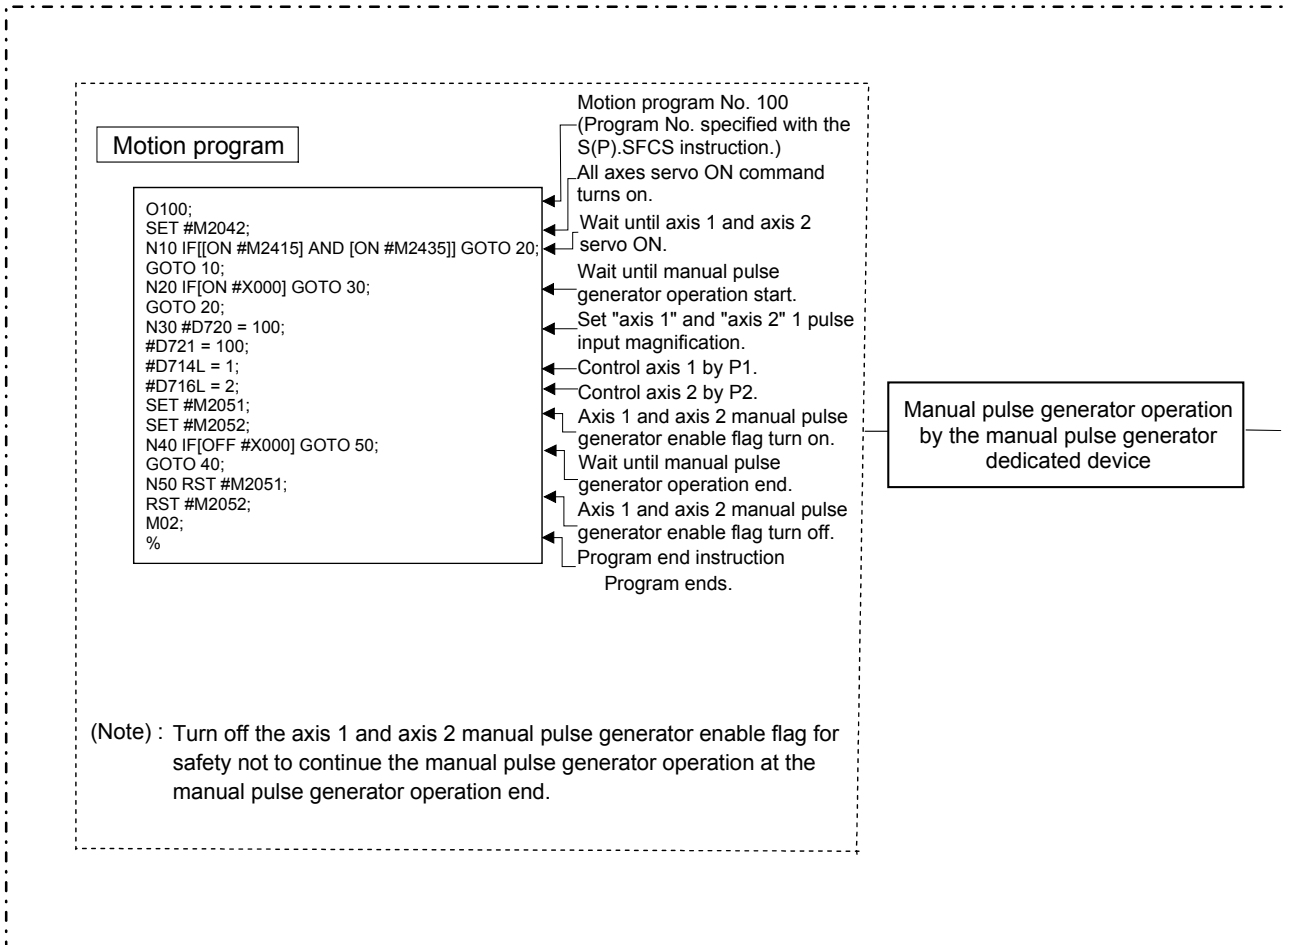 Motion program
O100;
SET #M2042;
N10 IF[[ON #M2415] AND [ON #M2435]] GOTO 20;
GOTO 10;
N20 IF[ON #X000] GOTO 30;
GOTO 20;
N30 #D720 = 100;
#D721 = 100;
#D714L = 1;
#D716L = 2;
SET #M2051;
SET #M2052;
N40 IF[OFF #X000] GOTO 50;
GOTO 40;
N50 RST #M2051;
RST #M2052;
M02;
%
Motion program No. 100
(Program No. specified with the
S(P).SFCS instruction.)
All axes servo ON command
turns on.
Wait until axis 1 and axis 2
servo ON.
Wait until manual pulse
generator operation start.
Set "axis 1" and "axis 2" 1 pulse
input magnification.
Control axis 1 by P1.
Control axis 2 by P2.
Axis 1 and axis 2 manual pulse
generator enable flag turn on.
Wait until manual pulse
generator operation end.
Axis 1 and axis 2 manual pulse
generator enable flag turn off.
Program end instruction
Program ends.
Manual pulse generator operation
by the manual pulse generator
dedicated device
(Note) : Turn off the axis 1 and axis 2 manual pulse generator enable flag for
safety not to continue the manual pulse generator operation at the
manual pulse generator operation end.